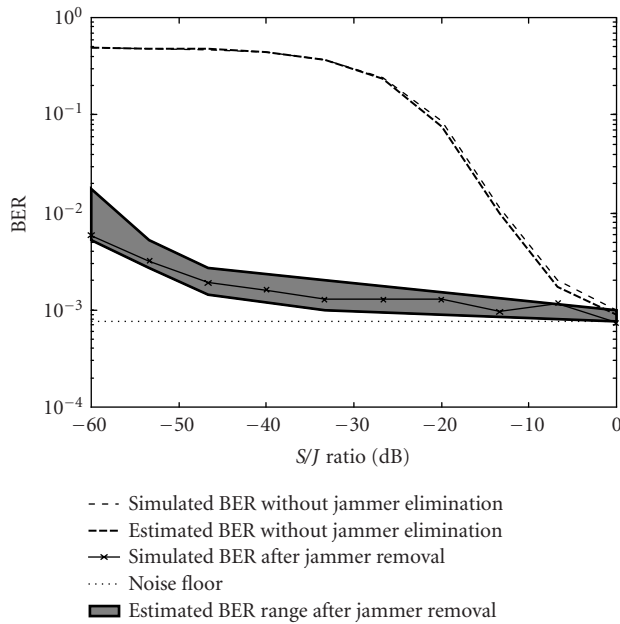 10^0
10^-1
10^-2
10^-3
10^-4
BER
−60
−50
−40
−30
−20
−10
0
S/J ratio (dB)
Simulated BER without jammer elimination
Estimated BER without jammer elimination
Simulated BER after jammer removal
Noise floor
Estimated BER range after jammer removal